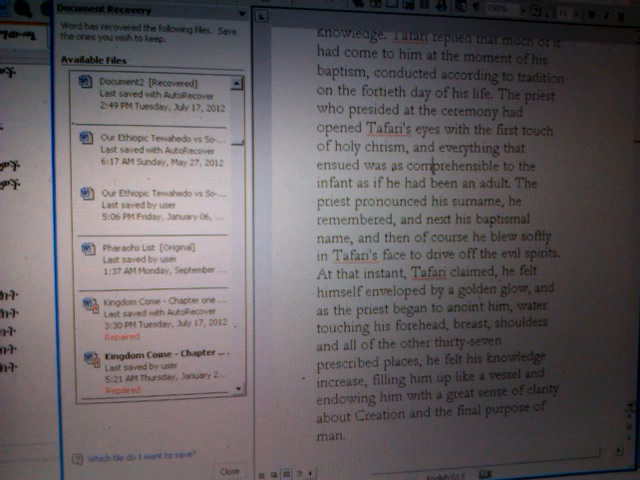 Document Recovery
Word has recovered the following files. Save
the ones you wish to keep.
Available Files
Document2 [Recovered]
Last saved with AutoRecover
2:49 PM Tuesday, July 17, 2012
Our Ethiopic Tewahedo vs So-...
Last saved with AutoRecover
6:17 AM Sunday, May 27, 2012
Our Ethiopic Tewahedo vs So-...
Last saved by user
5:06 PM Friday, January 06, ...
Pharaohs List [Original]
Last saved by user
1:37 AM Monday, September ...
Kingdom Come - Chapter one ...
Last saved with AutoRecover
3:30 PM Tuesday, July 17, 2012
Repaired
Kingdom Come - Chapter ...
Last saved by user
5:21 AM Thursday, January 2...
Repaired
Which file do I want to save?
Close
150%
knowledge. Tafari replied that much of it
had come to him at the moment of his
baptism, conducted according to tradition
on the fortieth day of his life. The priest
who presided at the ceremony had
opened Tafari's eyes with the first touch
of holy chrism, and everything that
ensued was as comprehensible to the
infant as if he had been an adult. The
priest pronounced his surname, he
remembered, and next his baptismal
name, and then of course he blew softly
in Tafari's face to drive off the evil spirits.
At that instant, Tafari claimed, he felt
himself enveloped by a golden glow, and
as the priest began to anoint him, water
touching his forehead, breast, shoulders
and all of the other thirty-seven
prescribed places, he felt his knowledge
increase, filling him up like a vessel and
endowing him with a great sense of clarity
about Creation and the final purpose of
man.